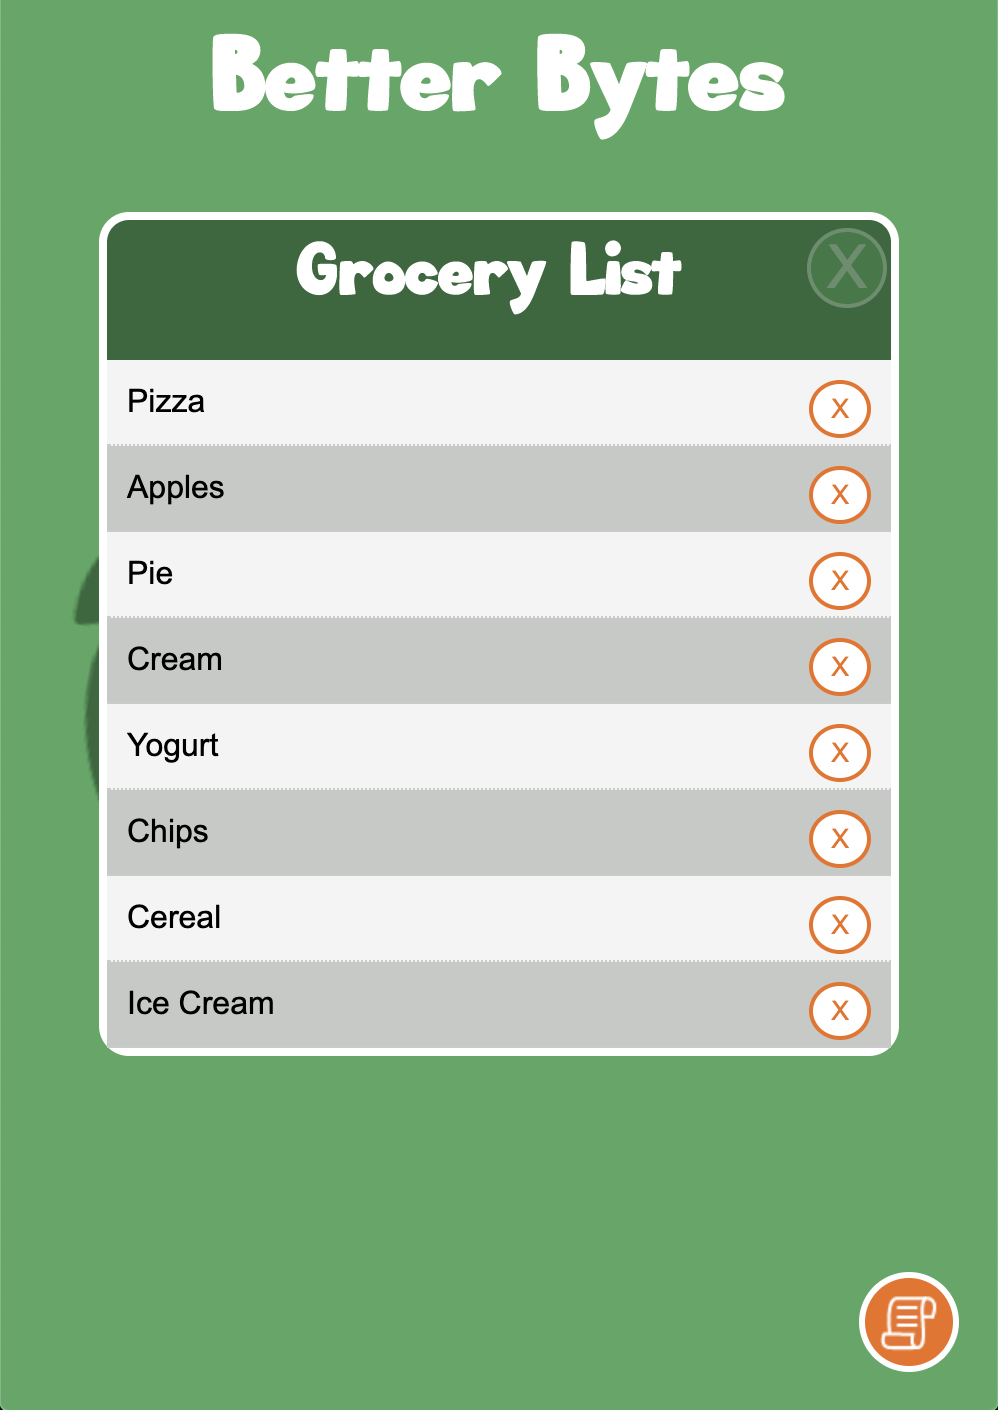 Better Bytes
Grocery List X
Pizza X
Apples X
Pie X
Cream X
Yogurt X
Chips X
Cereal X
Ice Cream X